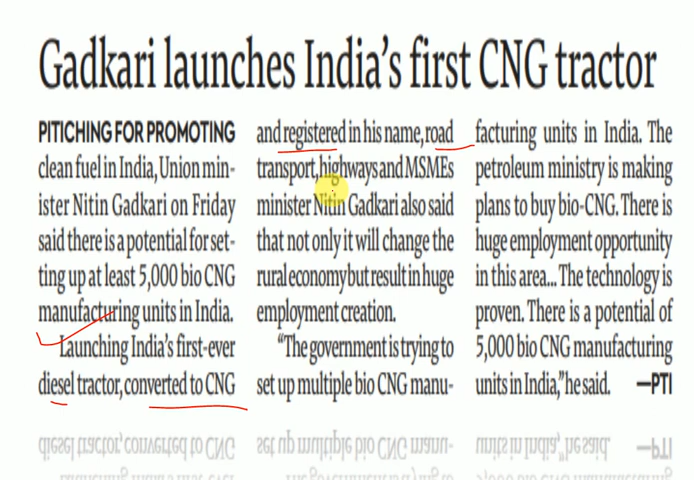 Gadkari launches India's first CNG tractor
PITCHING FOR PROMOTING
clean fuel in India, Union min-
ister Nitin Gadkari on Friday
said there is a potential for set-
ting up at least 5,000 bio CNG
manufacturing units in India.
Launching India's first-ever
diesel tractor, converted to CNG
and registered in his name, road
transport, highways and MSMEs
minister Nitin Gadkari also said
that not only it will change the
rural economy but result in huge
employment creation.
"The government is trying to
set up multiple bio CNG manu-
facturing units in India. The
petroleum ministry is making
plans to buy bio-CNG. There is
huge employment opportunity
in this area... The technology is
proven. There is a potential of
5,000 bio CNG manufacturing
units in India," he said. —PTI